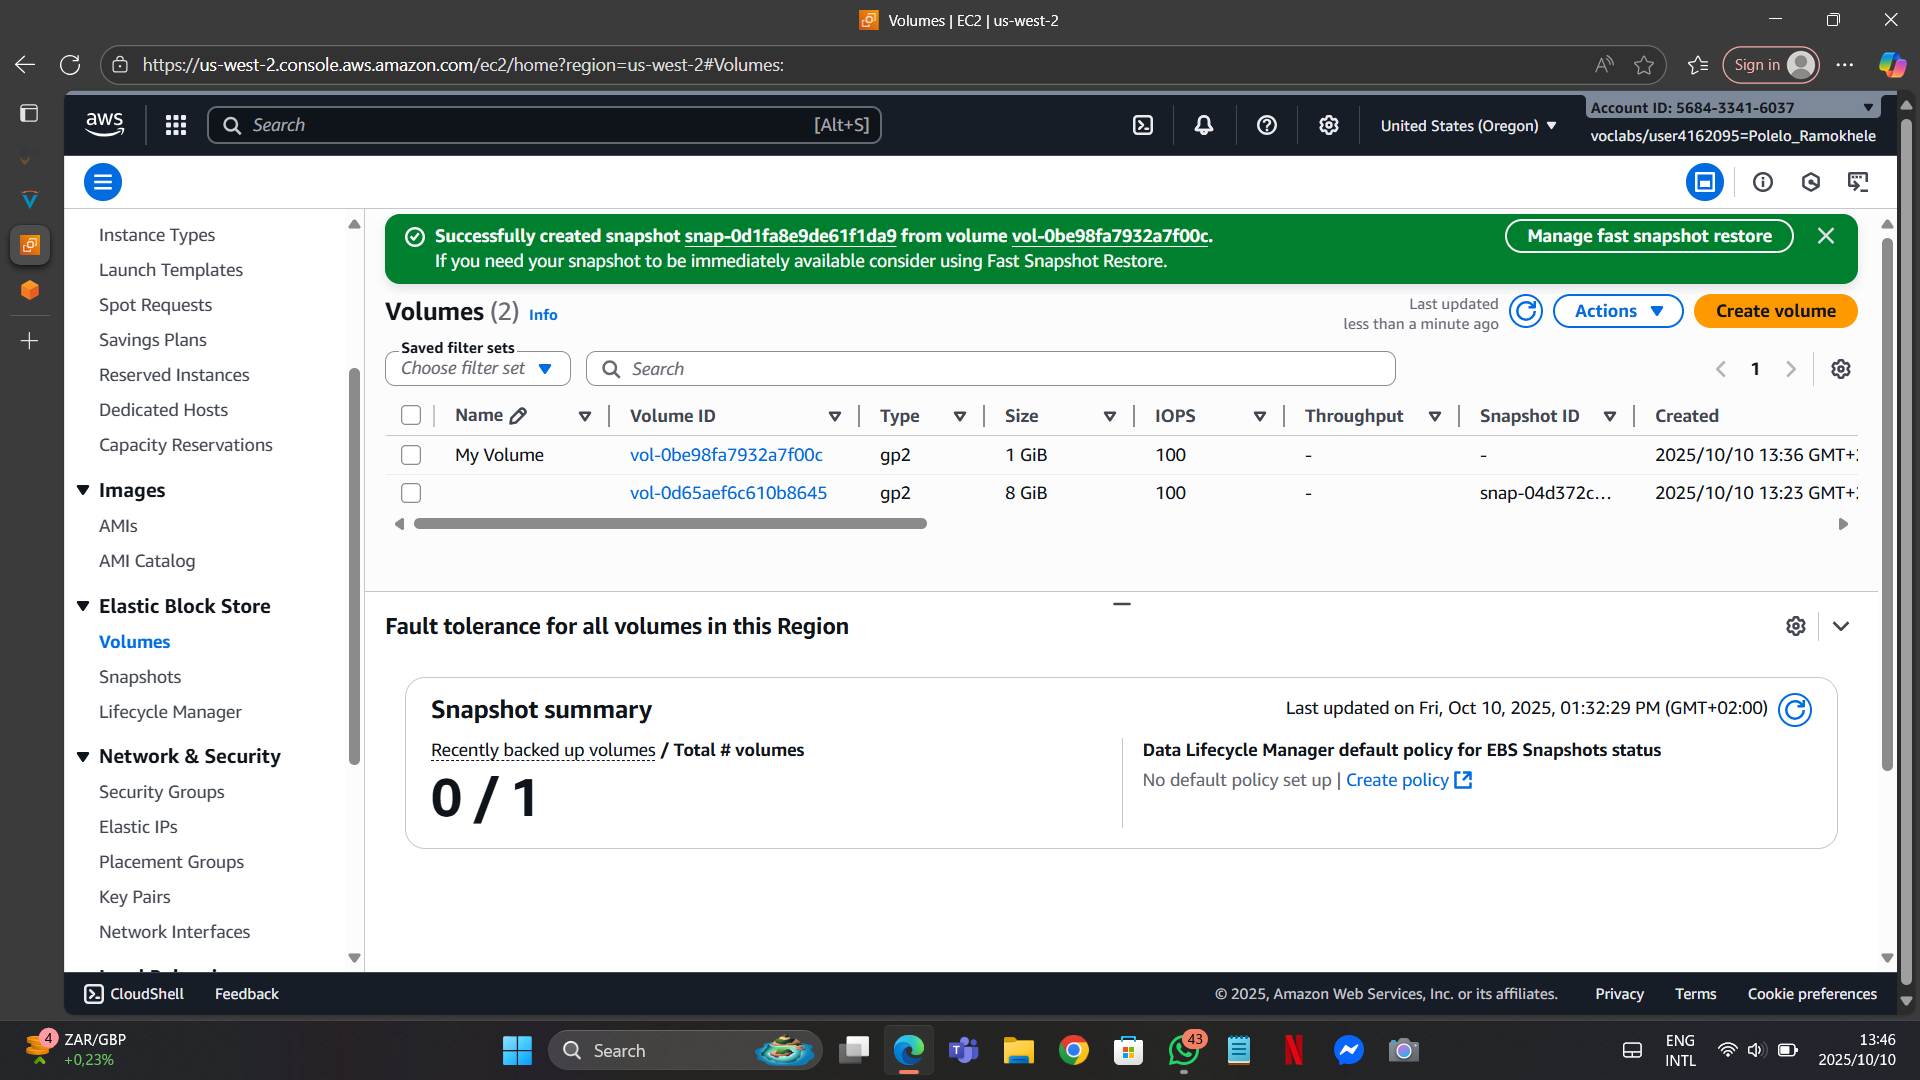 Volumes | EC2 | us-west-2
https://us-west-2.console.aws.amazon.com/ec2/home?region=us-west-2#Volumes:
Sign in
aws
Search
[Alt+S]
United States (Oregon)
Account ID: 5684-3341-6037
voclabs/user4162095=Polelo_Ramokhele
Instance Types
Launch Templates
Spot Requests
Savings Plans
Reserved Instances
Dedicated Hosts
Capacity Reservations
Images
AMIs
AMI Catalog
Elastic Block Store
Volumes
Snapshots
Lifecycle Manager
Network & Security
Security Groups
Elastic IPs
Placement Groups
Key Pairs
Network Interfaces
Successfully created snapshot snap-0d1fa8e9de61f1da9 from volume vol-0be98fa7932a7f00c.
If you need your snapshot to be immediately available consider using Fast Snapshot Restore.
Manage fast snapshot restore
Volumes (2) Info
Last updated
less than a minute ago
Actions
Create volume
Saved filter sets
Choose filter set
Search
1
Name Volume ID Type Size IOPS Throughput Snapshot ID Created
My Volume vol-0be98fa7932a7f00c gp2 1 GiB 100 - - 2025/10/10 13:36 GMT+
vol-0d65aef6c610b8645 gp2 8 GiB 100 - snap-04d372c... 2025/10/10 13:23 GMT+
Fault tolerance for all volumes in this Region
Snapshot summary
Last updated on Fri, Oct 10, 2025, 01:32:29 PM (GMT+02:00)
Recently backed up volumes / Total # volumes
0 / 1
Data Lifecycle Manager default policy for EBS Snapshots status
No default policy set up | Create policy
CloudShell
Feedback
© 2025, Amazon Web Services, Inc. or its affiliates.
Privacy
Terms
Cookie preferences
4
ZAR/GBP
+0,23%
Search
43
ENG
INTL
13:46
2025/10/10